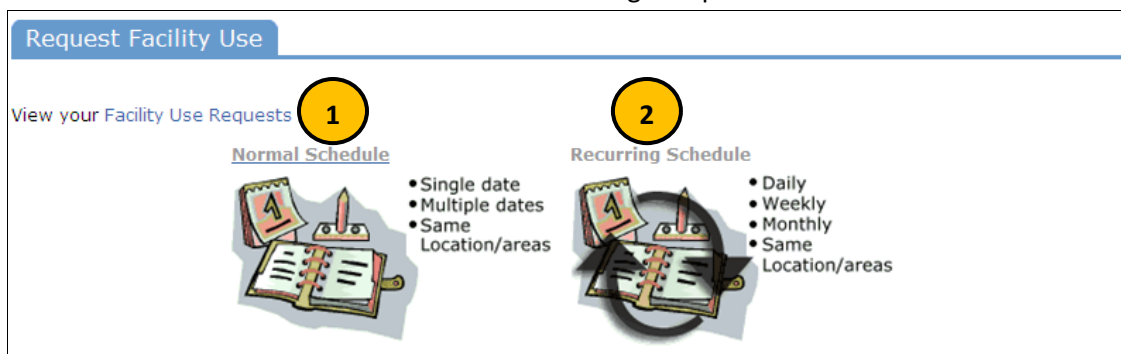 Request Facility Use
View your Facility Use Requests
1
2
Normal Schedule
• Single date
• Multiple dates
• Same
Location/areas
Recurring Schedule
• Daily
• Weekly
• Monthly
• Same
Location/areas